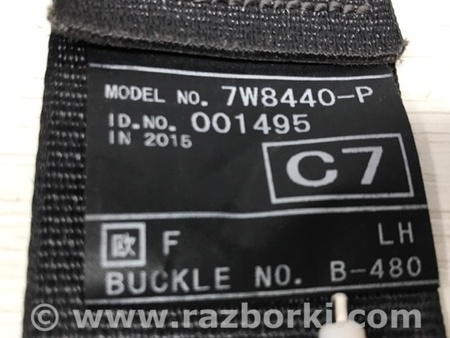 MODEL NO. 7W8440-P
ID.NO. 001495
IN 2015
C7
欧 F LH
BUCKLE NO. B-480
© www.razborki.com